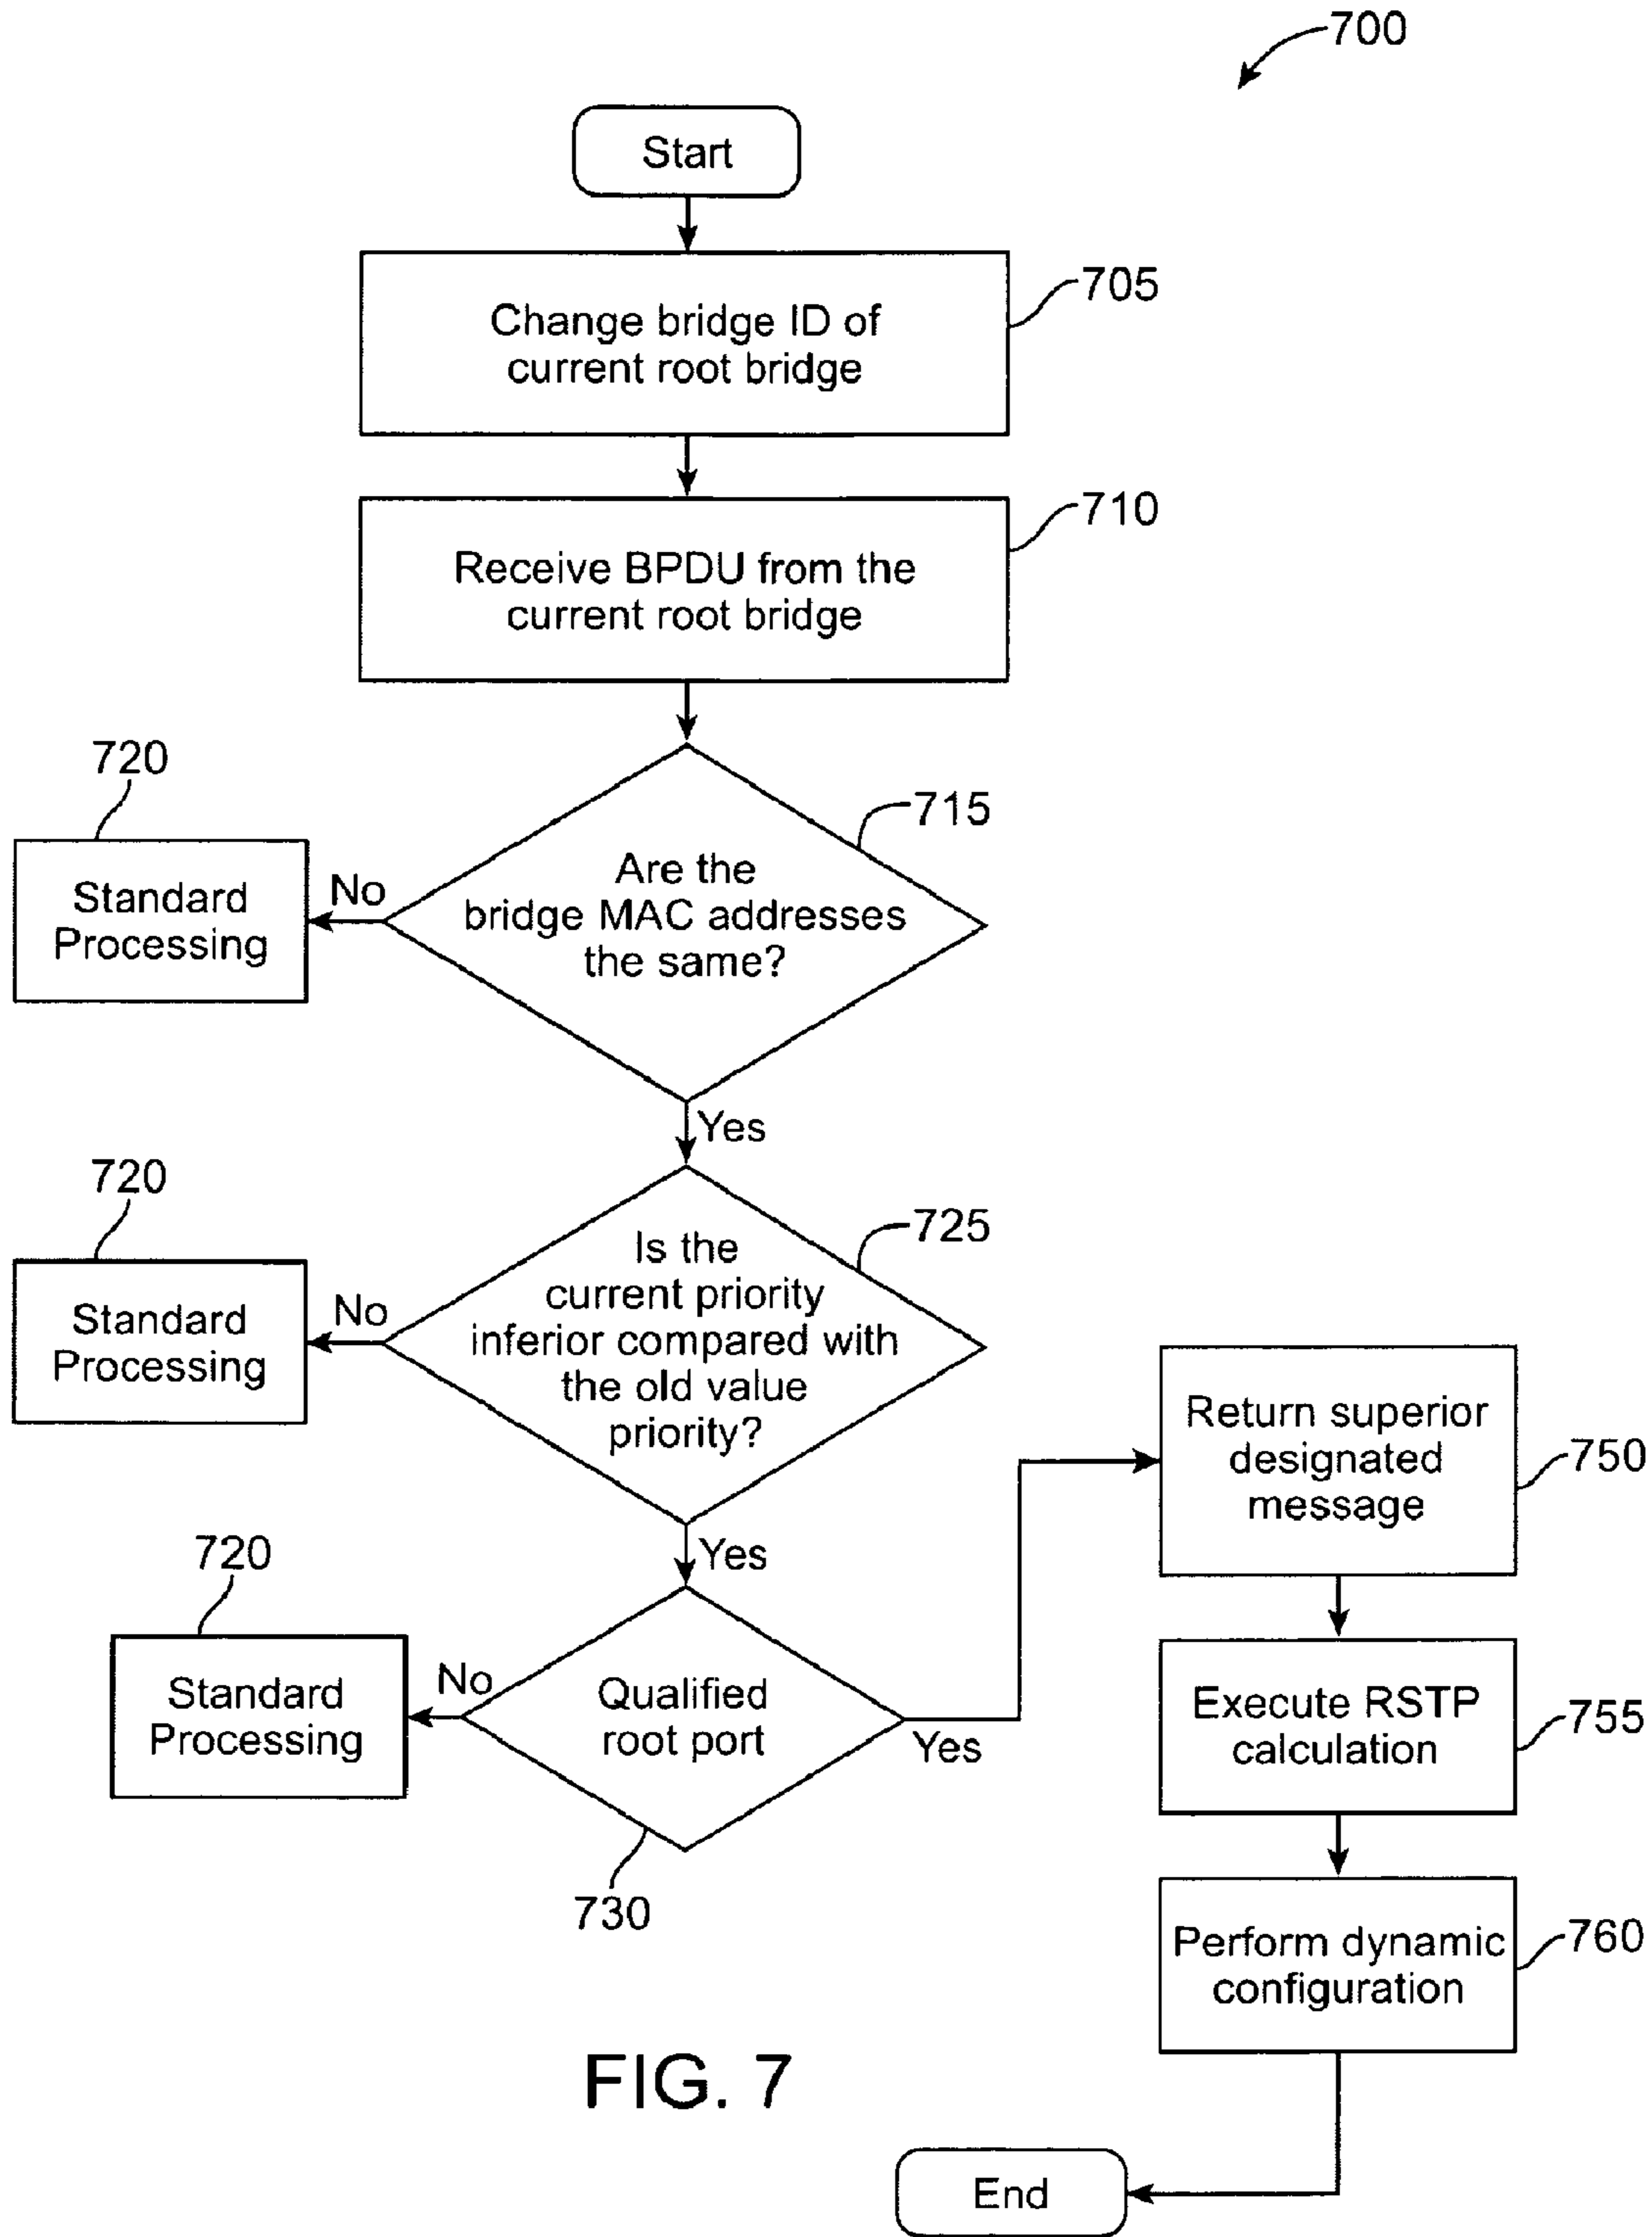 700
Start
Change bridge ID of
current root bridge
705
Receive BPDU from the
current root bridge
710
720
Standard
Processing
No
Are the
bridge MAC addresses
the same?
715
Yes
720
Standard
Processing
No
Is the
current priority
inferior compared with
the old value
priority?
725
Yes
720
Standard
Processing
No
Qualified
root port
Yes
730
Return superior
designated
message
750
Execute RSTP
calculation
755
Perform dynamic
configuration
760
FIG. 7
End